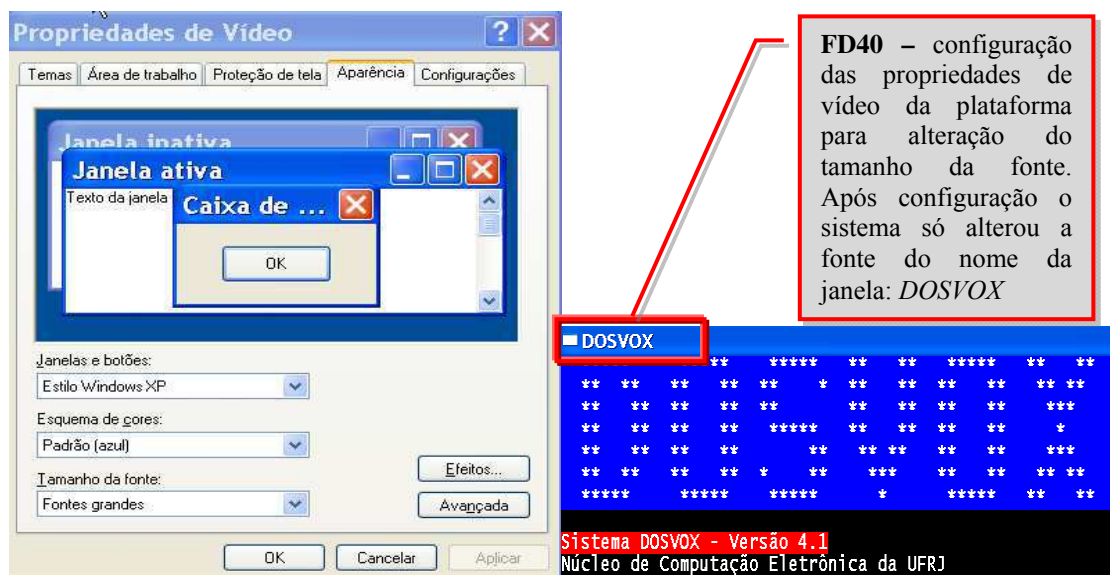 Propriedades de Vídeo
Temas Área de trabalho Proteção de tela Aparência Configurações
Janela inativa
Janela ativa
Texto da janela
Caixa de ...
OK
Janelas e botões:
Estilo Windows XP
Esquema de cores:
Padrão (azul)
Tamanho da fonte:
Fontes grandes
Efeitos...
Avançada
OK Cancelar Aplicar
FD40 – configuração
das propriedades de
vídeo da plataforma
para alteração do
tamanho da fonte.
Após configuração o
sistema só alterou a
fonte do nome da
janela: DOSVOX
DOSVOX
DOSVOX
Sistema DOSVOX - Versão 4.1
Núcleo de Computação Eletrônica da UFRJ